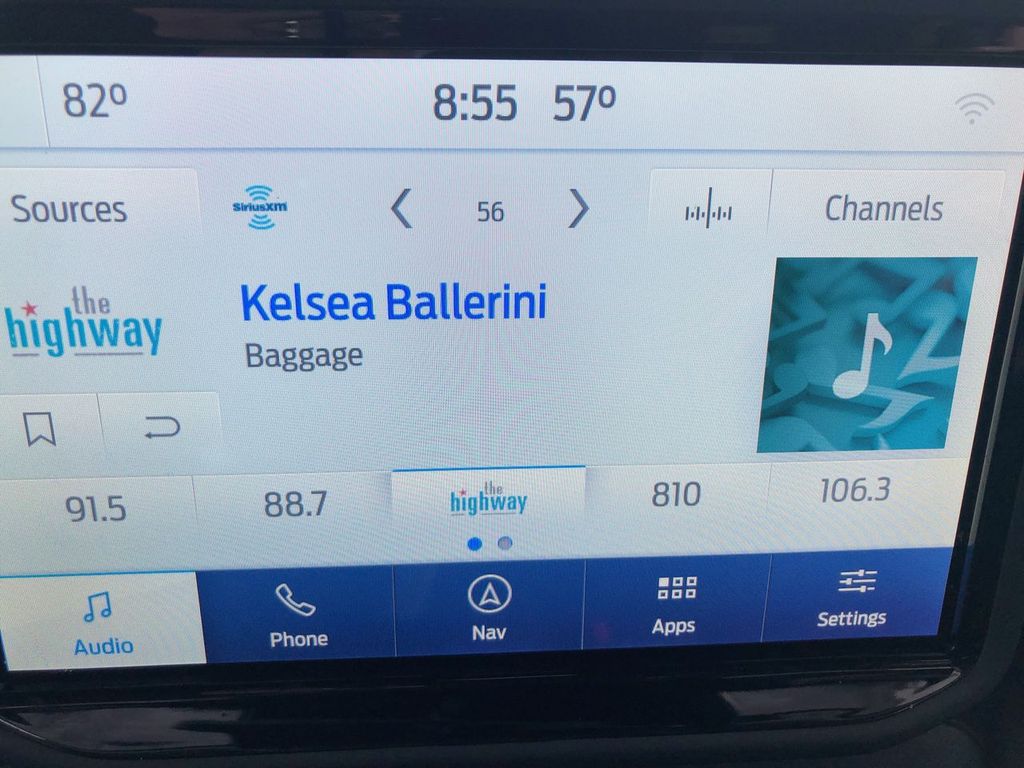 82º 8:55 57º
Sources SiriusXM 56 Channels
the
highway
Kelsea Ballerini
Baggage
91.5 88.7 the highway 810 106.3
Audio Phone Nav Apps Settings